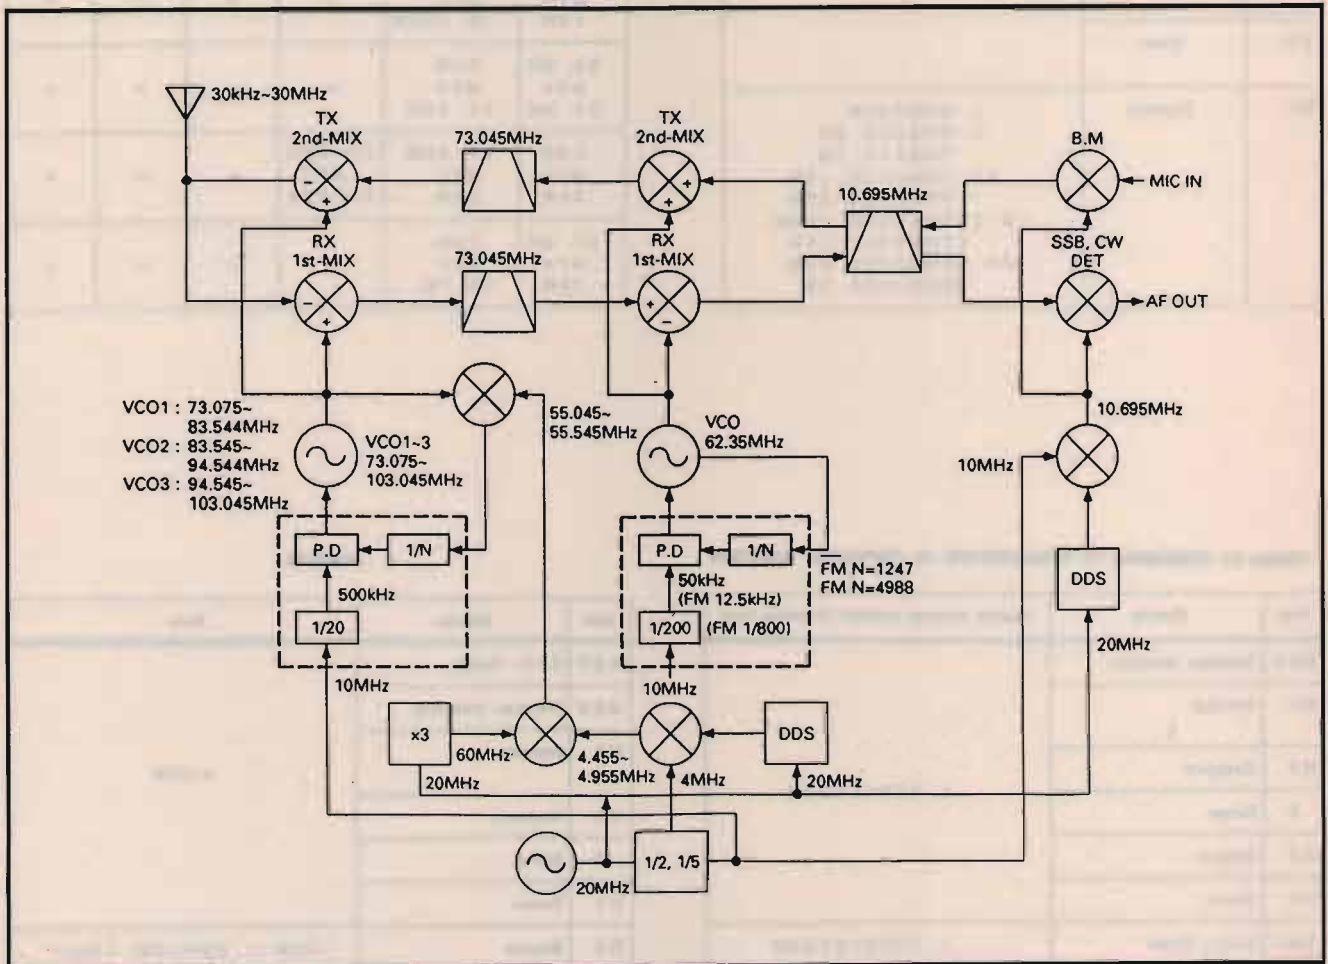 30kHz~30MHz
TX
2nd-MIX
73.045MHz
TX
2nd-MIX
10.695MHz
B.M
MIC IN
-
+
+
+
RX
1st-MIX
73.045MHz
RX
1st-MIX
SSB, CW
DET
AF OUT
-
+
+
-
VCO1 : 73.075~
83.544MHz
VCO2 : 83.545~
94.544MHz
VCO3 : 94.545~
103.045MHz
VCO1~3
73.075~
103.045MHz
55.045~
55.545MHz
VCO
62.35MHz
10.695MHz
10MHz
P.D
1/N
500kHz
1/20
10MHz
P.D
1/N
50kHz
(FM 12.5kHz)
1/200
(FM 1/800)
10MHz
FM N=1247
FM N=4988
DDS
20MHz
x3
60MHz
20MHz
4.455~
4.955MHz
4MHz
DDS
20MHz
20MHz
1/2, 1/5